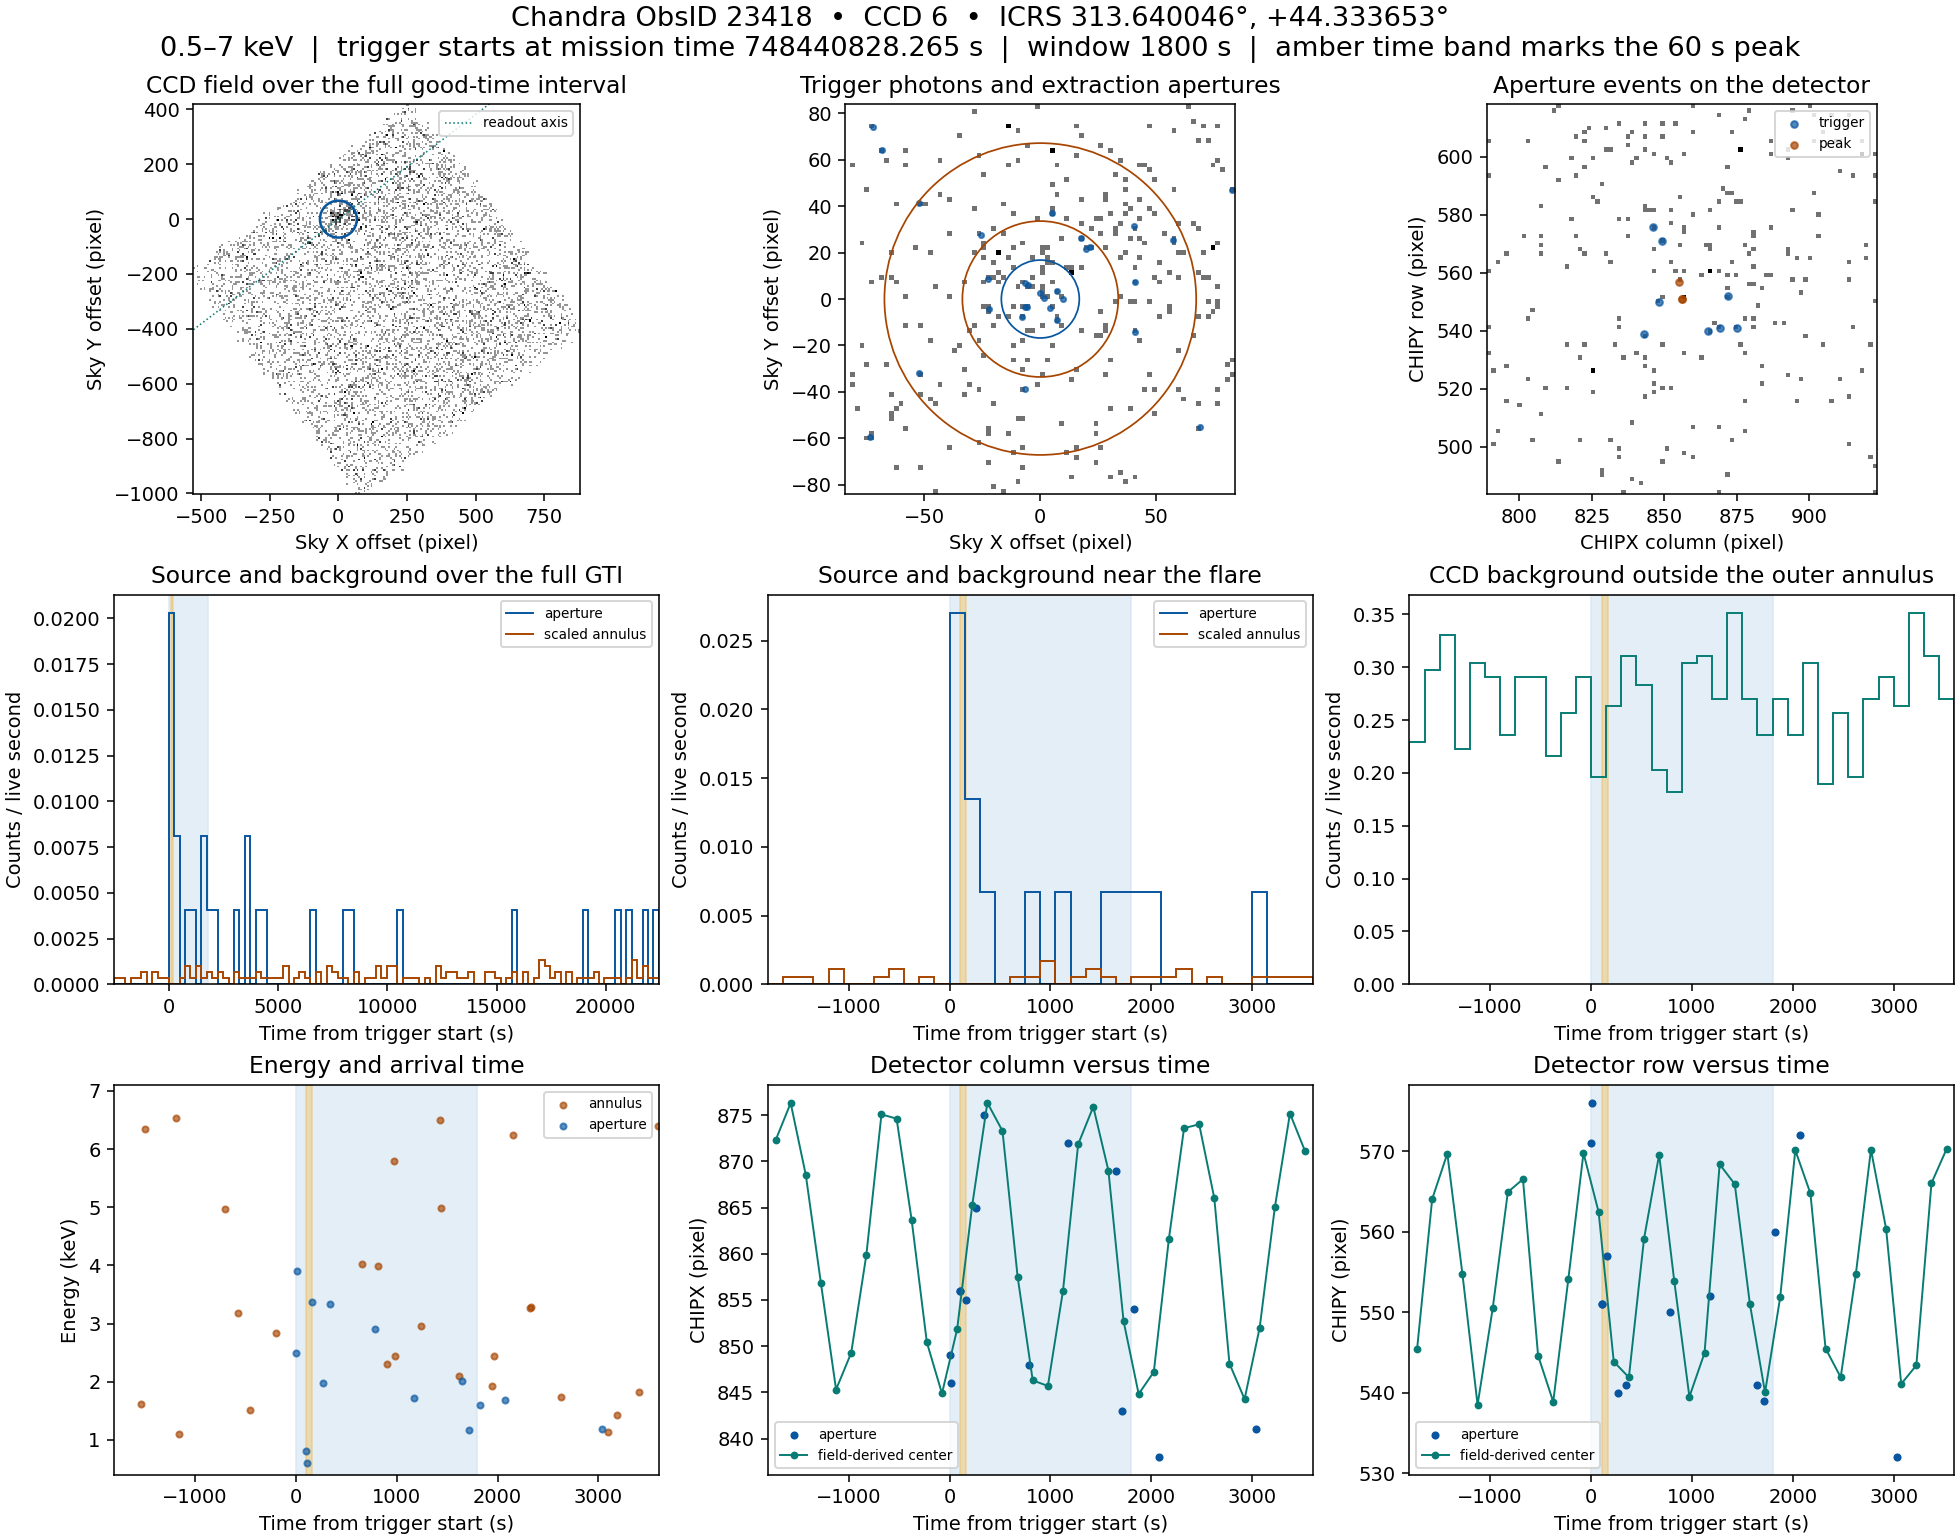 Chandra ObsID 23418 • CCD 6 • ICRS 313.640046°, +44.333653°
0.5–7 keV | trigger starts at mission time 748440828.265 s | window 1800 s | amber time band marks the 60 s peak
CCD field over the full good-time interval
400
200
0
−200
−400
−600
−800
−1000
−500
−250
0
250
500
750
Sky Y offset (pixel)
Sky X offset (pixel)
readout axis
Trigger photons and extraction apertures
80
60
40
20
0
−20
−40
−60
−80
−50
0
50
Sky Y offset (pixel)
Sky X offset (pixel)
Aperture events on the detector
600
580
560
540
520
500
800
825
850
875
900
CHIPY row (pixel)
CHIPX column (pixel)
trigger
peak
Source and background over the full GTI
0.0200
0.0175
0.0150
0.0125
0.0100
0.0075
0.0050
0.0025
0.0000
0
5000
10000
15000
20000
Counts / live second
Time from trigger start (s)
aperture
scaled annulus
Source and background near the flare
0.025
0.020
0.015
0.010
0.005
0.000
−1000
0
1000
2000
3000
Counts / live second
Time from trigger start (s)
aperture
scaled annulus
CCD background outside the outer annulus
0.35
0.30
0.25
0.20
0.15
0.10
0.05
0.00
−1000
0
1000
2000
3000
Counts / live second
Time from trigger start (s)
Energy and arrival time
7
6
5
4
3
2
1
−1000
0
1000
2000
3000
Energy (keV)
Time from trigger start (s)
annulus
aperture
Detector column versus time
875
870
865
860
855
850
845
840
−1000
0
1000
2000
3000
CHIPX (pixel)
Time from trigger start (s)
aperture
field-derived center
Detector row versus time
570
560
550
540
530
−1000
0
1000
2000
3000
CHIPY (pixel)
Time from trigger start (s)
aperture
field-derived center